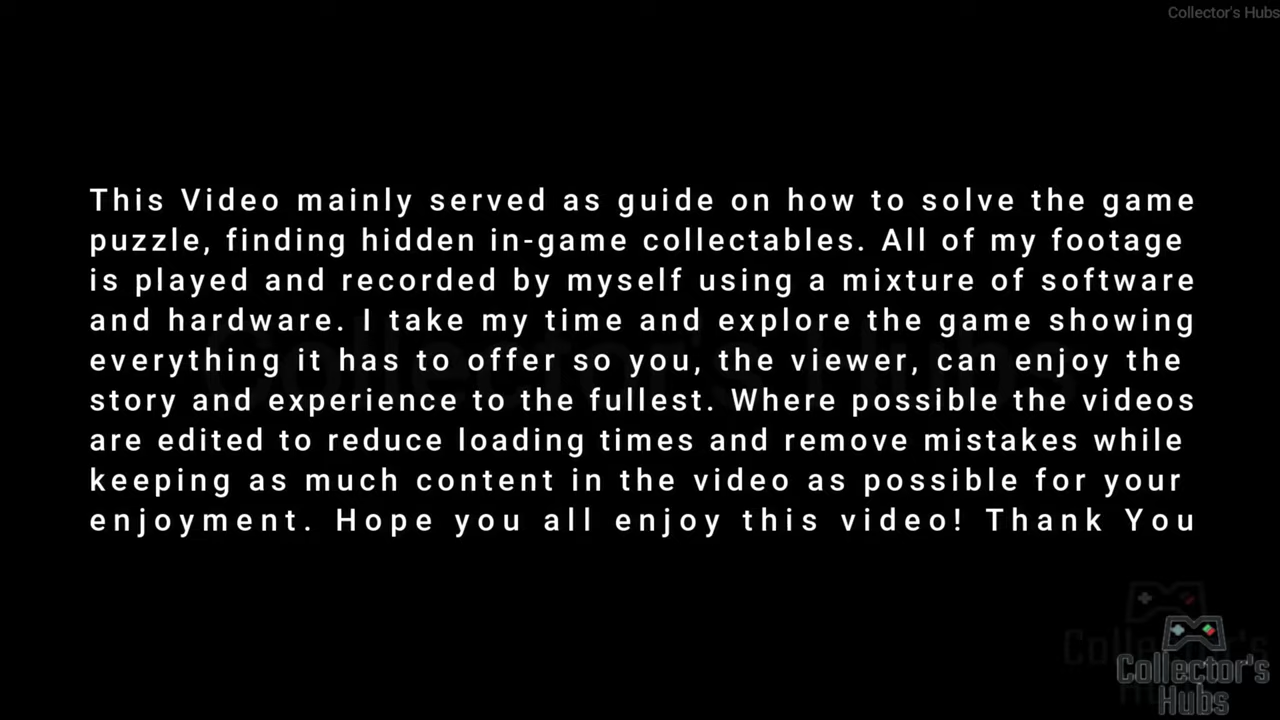 Collector's Hubs
This Video mainly served as guide on how to solve the game
puzzle, finding hidden in-game collectables. All of my footage
is played and recorded by myself using a mixture of software
and hardware. I take my time and explore the game showing
everything it has to offer so you, the viewer, can enjoy the
story and experience to the fullest. Where possible the videos
are edited to reduce loading times and remove mistakes while
keeping as much content in the video as possible for your
enjoyment. Hope you all enjoy this video! Thank You
Collector's
Hubs